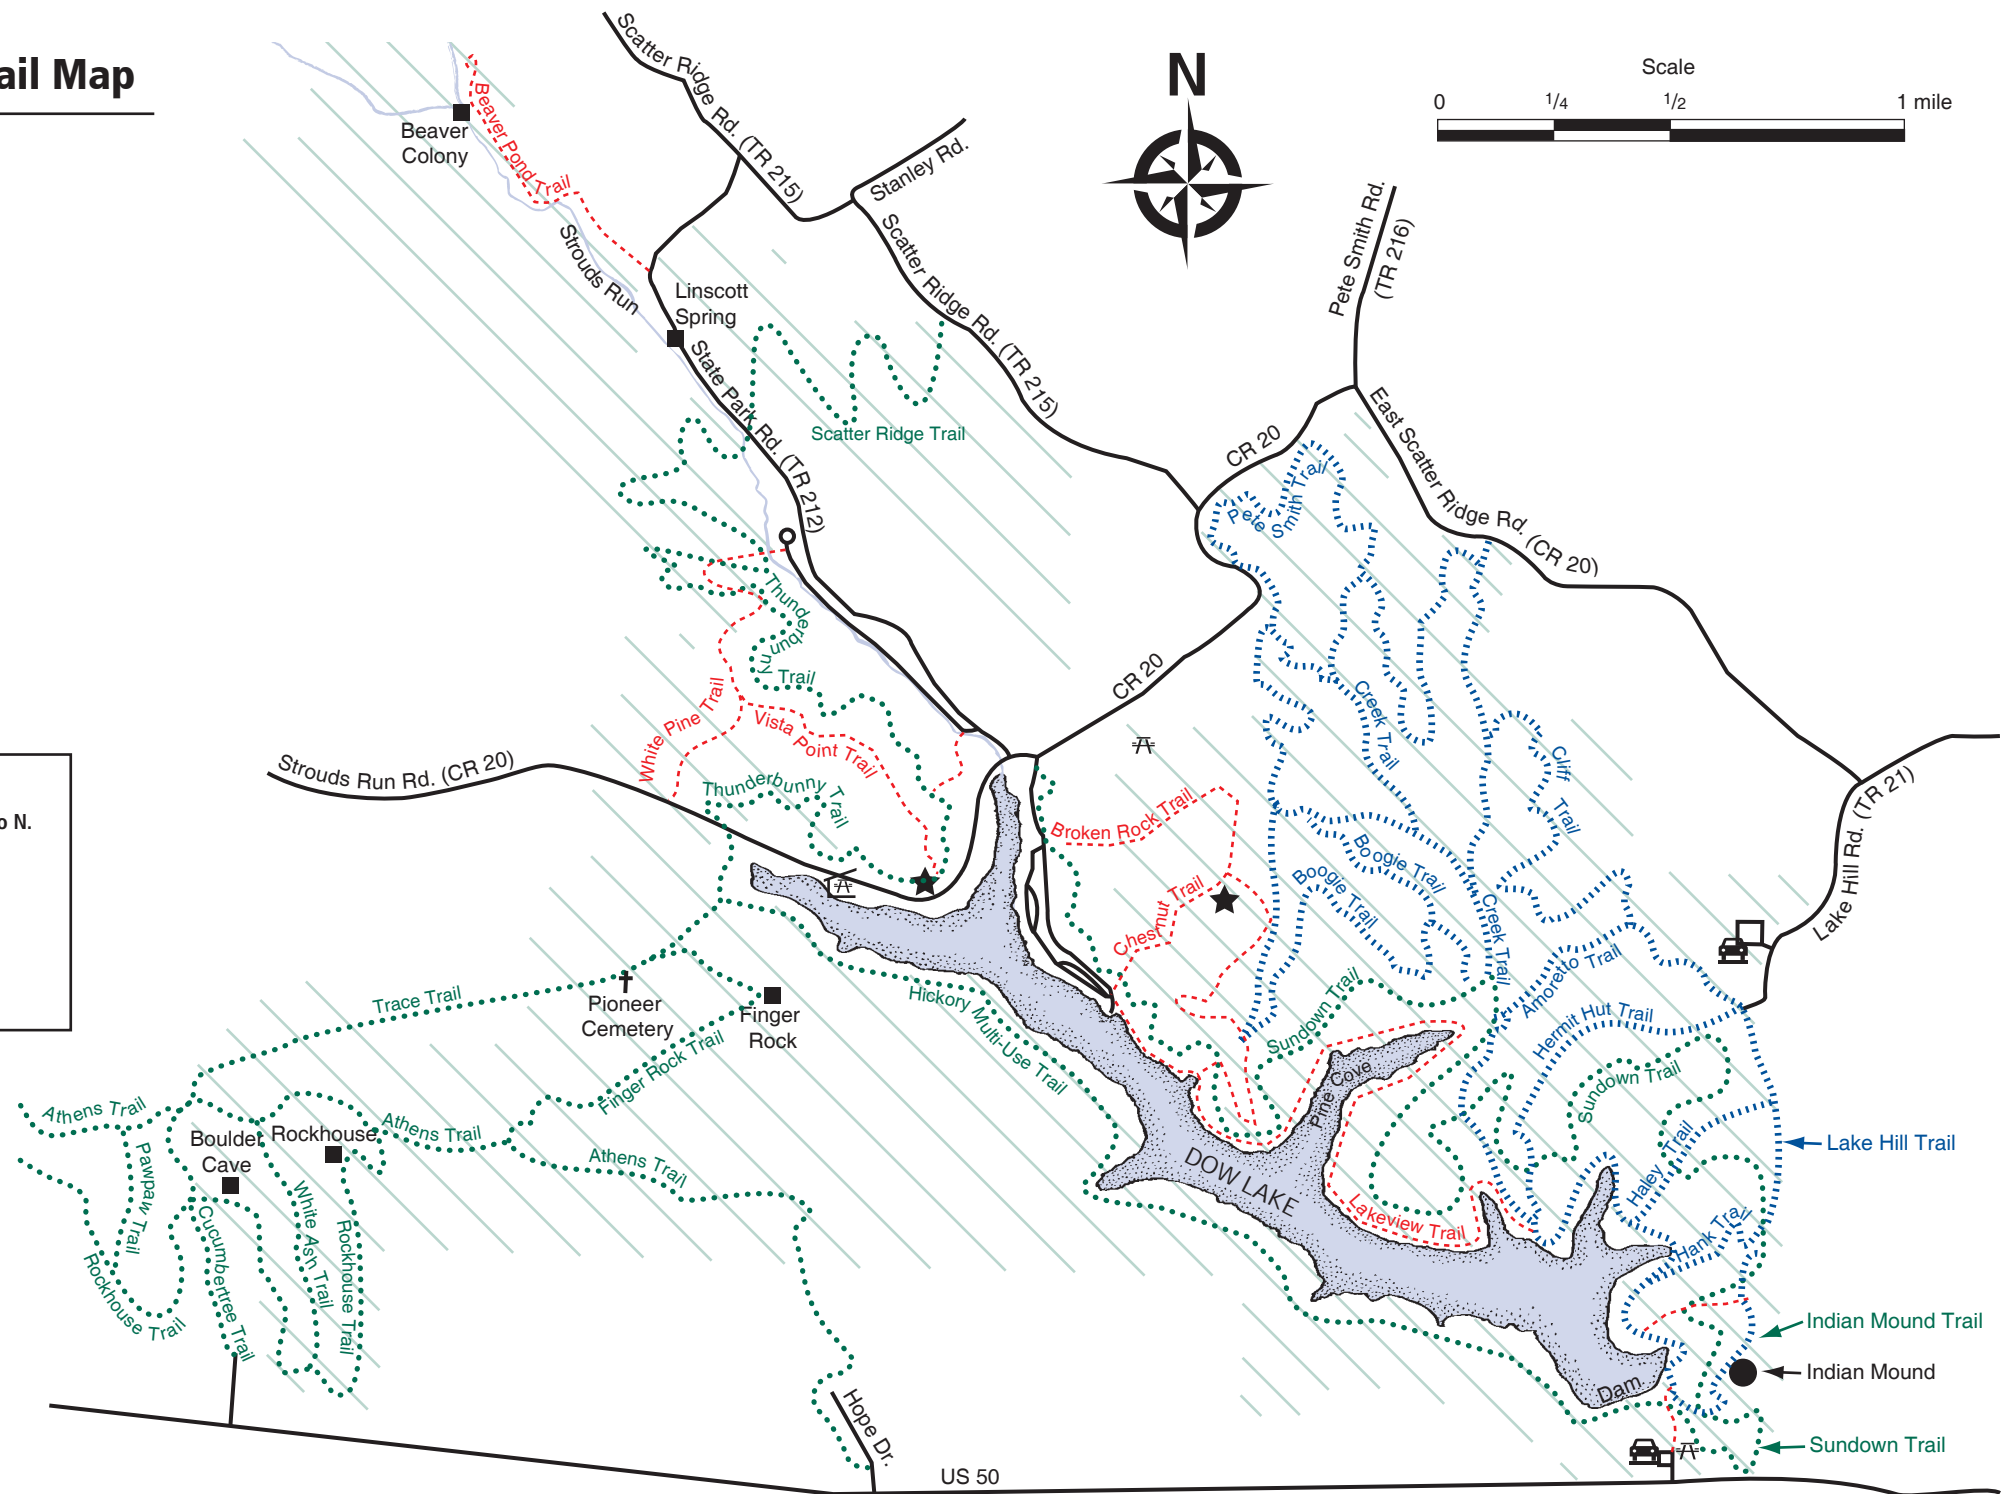 ail Map
N
Scale
0
1/4
1/2
1 mile
Scatter Ridge Rd. (TR 215)
Stanley Rd.
Beaver Pond Trail
Beaver
Colony
Strouds Run
Linscott
Spring
Scatter Ridge Rd. (TR 215)
Pete Smith Rd.
(TR 216)
State Park Rd. (TR 212)
Scatter Ridge Trail
CR 20
East Scatter Ridge Rd. (CR 20)
Pete Smith Trail
Thunderbunny
Trail
CR 20
White Pine Trail
Vista Point Trail
Creek Trail
Cliff Trail
Strouds Run Rd. (CR 20)
Thunderbunny Trail
Lake Hill Rd. (TR 21)
o N.
Broken Rock Trail
Boogie Trail
Boogie Trail
Chestnut Trail
Creek Trail
Amoretto Trail
Trace Trail
Pioneer
Cemetery
Finger
Rock
Hickory Multi-Use Trail
Sundown Trail
Hermit Hut Trail
Finger Rock Trail
Pine Cove
Sundown Trail
Athens Trail
Boulder
Cave
Rockhouse
Athens Trail
Athens Trail
Lake Hill Trail
Pawpaw Trail
DOW LAKE
Haley Trail
Cucumbertree Trail
White Ash Trail
Rockhouse Trail
Lakeview Trail
Hank Trail
Rockhouse Trail
Indian Mound Trail
Indian Mound
Dam
Hope Dr.
Sundown Trail
US 50